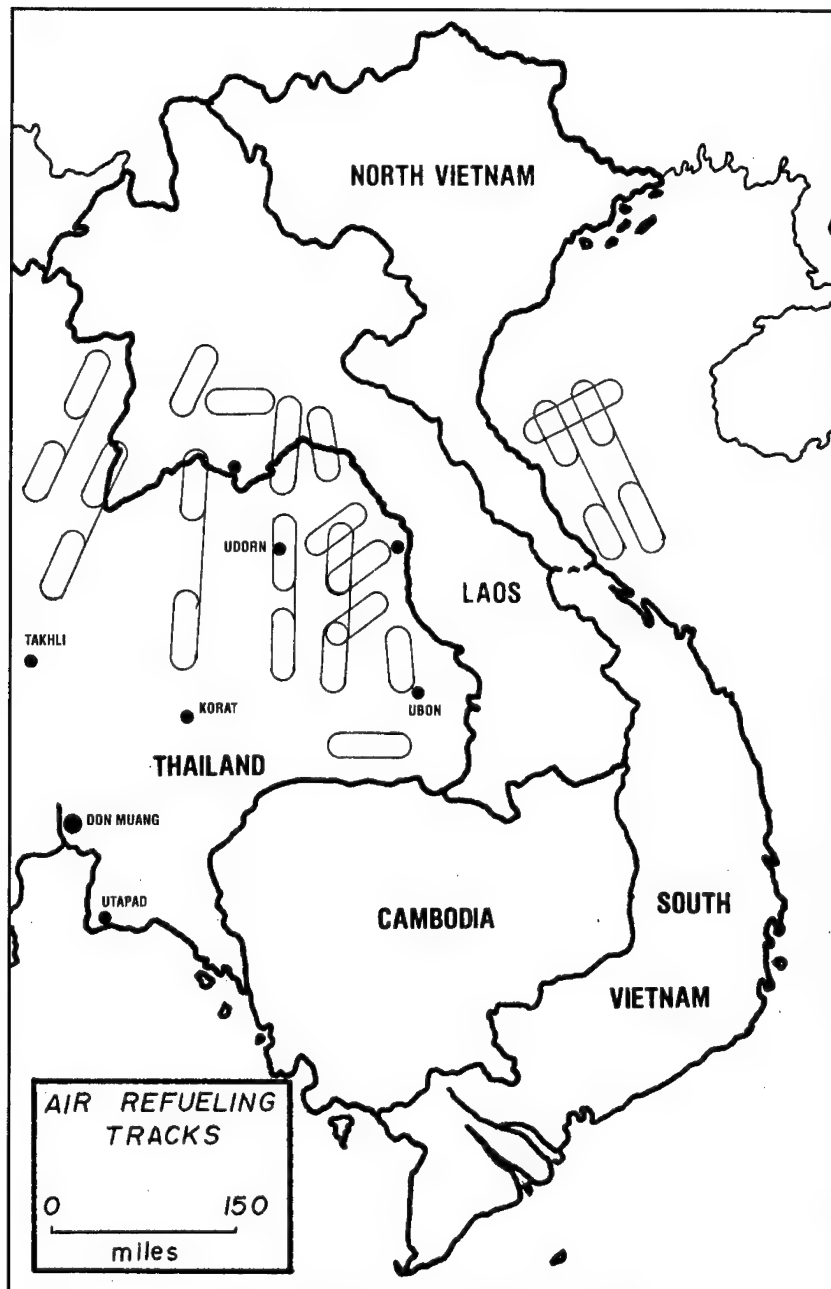 NORTH VIETNAM
UDORN
LAOS
TAKHLI
UBON
KORAT
THAILAND
DON MUANG
SOUTH
CAMBODIA
UTAPAD
VIETNAM
AIR REFUELING
TRACKS
0 150
miles